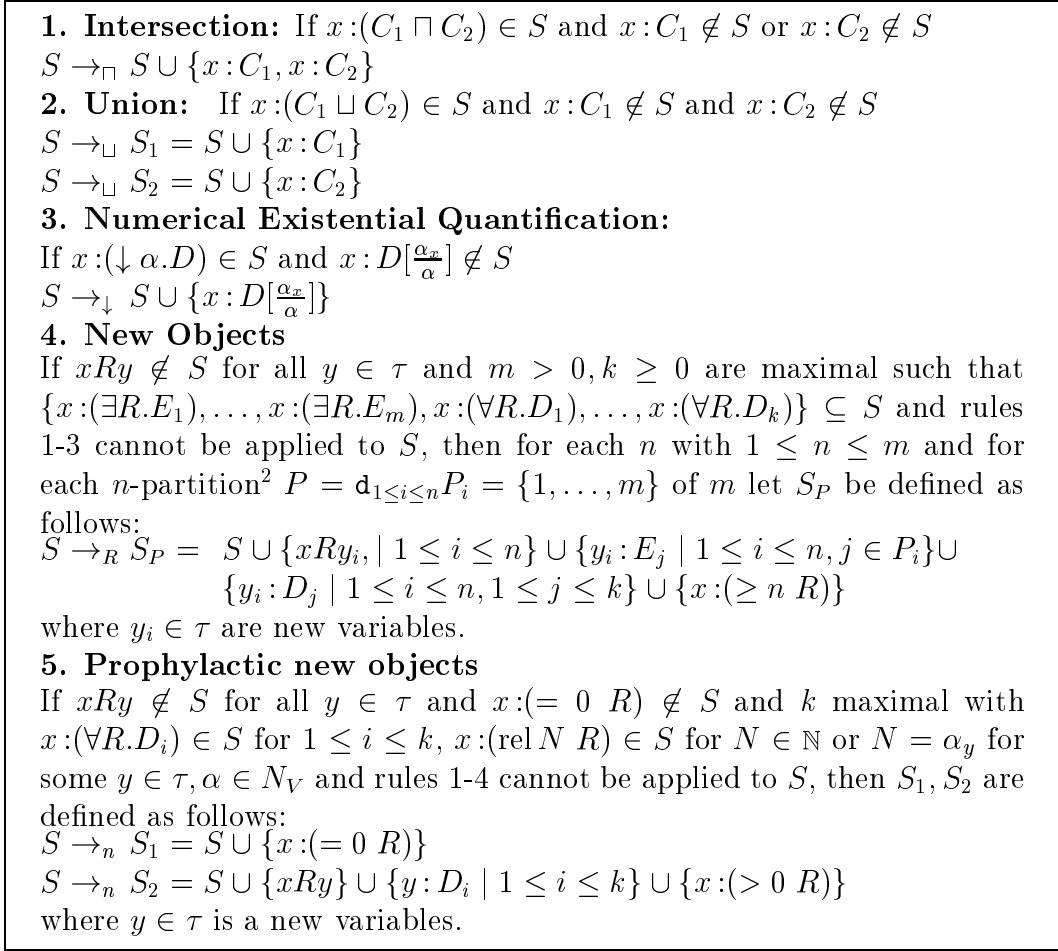 1. Intersection: If x :(C₁ ⊓ C₂) ∈ S and x : C₁ ∉ S or x : C₂ ∉ S
S →⊓ S ∪ {x : C₁, x : C₂}
2. Union: If x :(C₁ ⊔ C₂) ∈ S and x : C₁ ∉ S and x : C₂ ∉ S
S →⊔ S₁ = S ∪ {x : C₁}
S →⊔ S₂ = S ∪ {x : C₂}
3. Numerical Existential Quantification:
If x :(↓ α.D) ∈ S and x : D[αₓ/α] ∉ S
S →↓ S ∪ {x : D[αₓ/α]}
4. New Objects
If xRy ∉ S for all y ∈ τ and m > 0, k ≥ 0 are maximal such that
{x :(∃R.E₁), . . . , x :(∃R.Eₘ), x :(∀R.D₁), . . . , x :(∀R.Dₖ)} ⊆ S and rules
1-3 cannot be applied to S, then for each n with 1 ≤ n ≤ m and for
each n-partition² P = d_{1≤i≤n}Pᵢ = {1, . . . , m} of m let S_P be defined as
follows:
S →_R S_P = S ∪ {xRyᵢ, | 1 ≤ i ≤ n} ∪ {yᵢ : Eⱼ | 1 ≤ i ≤ n, j ∈ Pᵢ}∪
{yᵢ : Dⱼ | 1 ≤ i ≤ n, 1 ≤ j ≤ k} ∪ {x :(≥ n R)}
where yᵢ ∈ τ are new variables.
5. Prophylactic new objects
If xRy ∉ S for all y ∈ τ and x :(= 0 R) ∉ S and k maximal with
x :(∀R.Dᵢ) ∈ S for 1 ≤ i ≤ k, x :(rel N R) ∈ S for N ∈ ℕ or N = α_y for
some y ∈ τ, α ∈ N_V and rules 1-4 cannot be applied to S, then S₁, S₂ are
defined as follows:
S →ₙ S₁ = S ∪ {x :(= 0 R)}
S →ₙ S₂ = S ∪ {xRy} ∪ {y : Dᵢ | 1 ≤ i ≤ k} ∪ {x :(> 0 R)}
where y ∈ τ is a new variables.